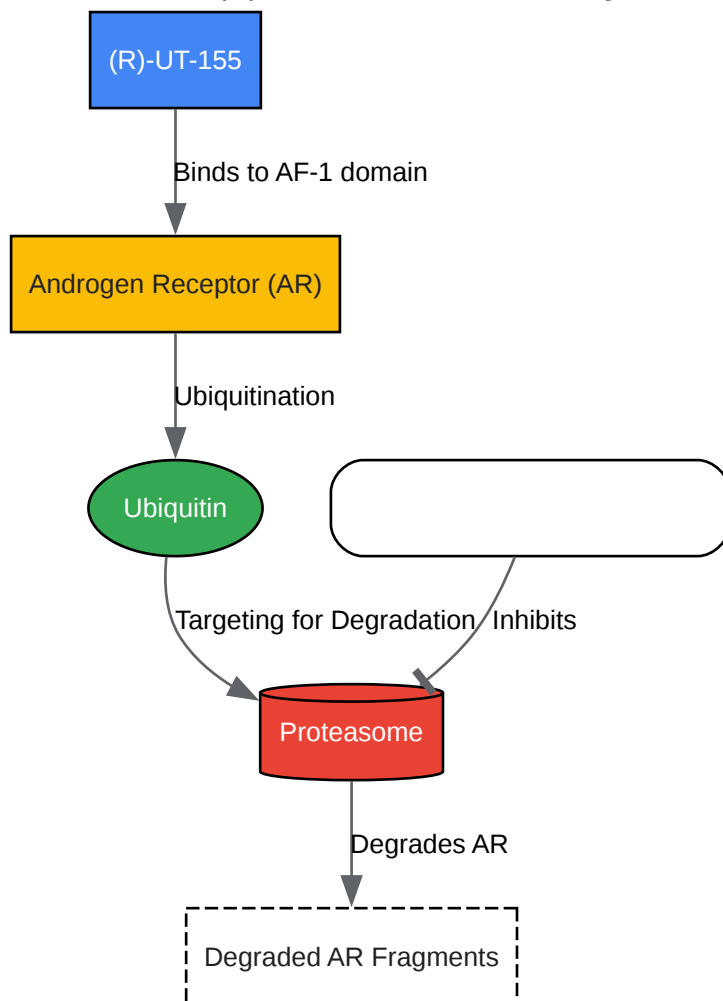 (R)-UT-155
Binds to AF-1 domain
Androgen Receptor (AR)
Ubiquitination
Ubiquitin
Targeting for Degradation
Inhibits
Proteasome
Degrades AR
Degraded AR Fragments